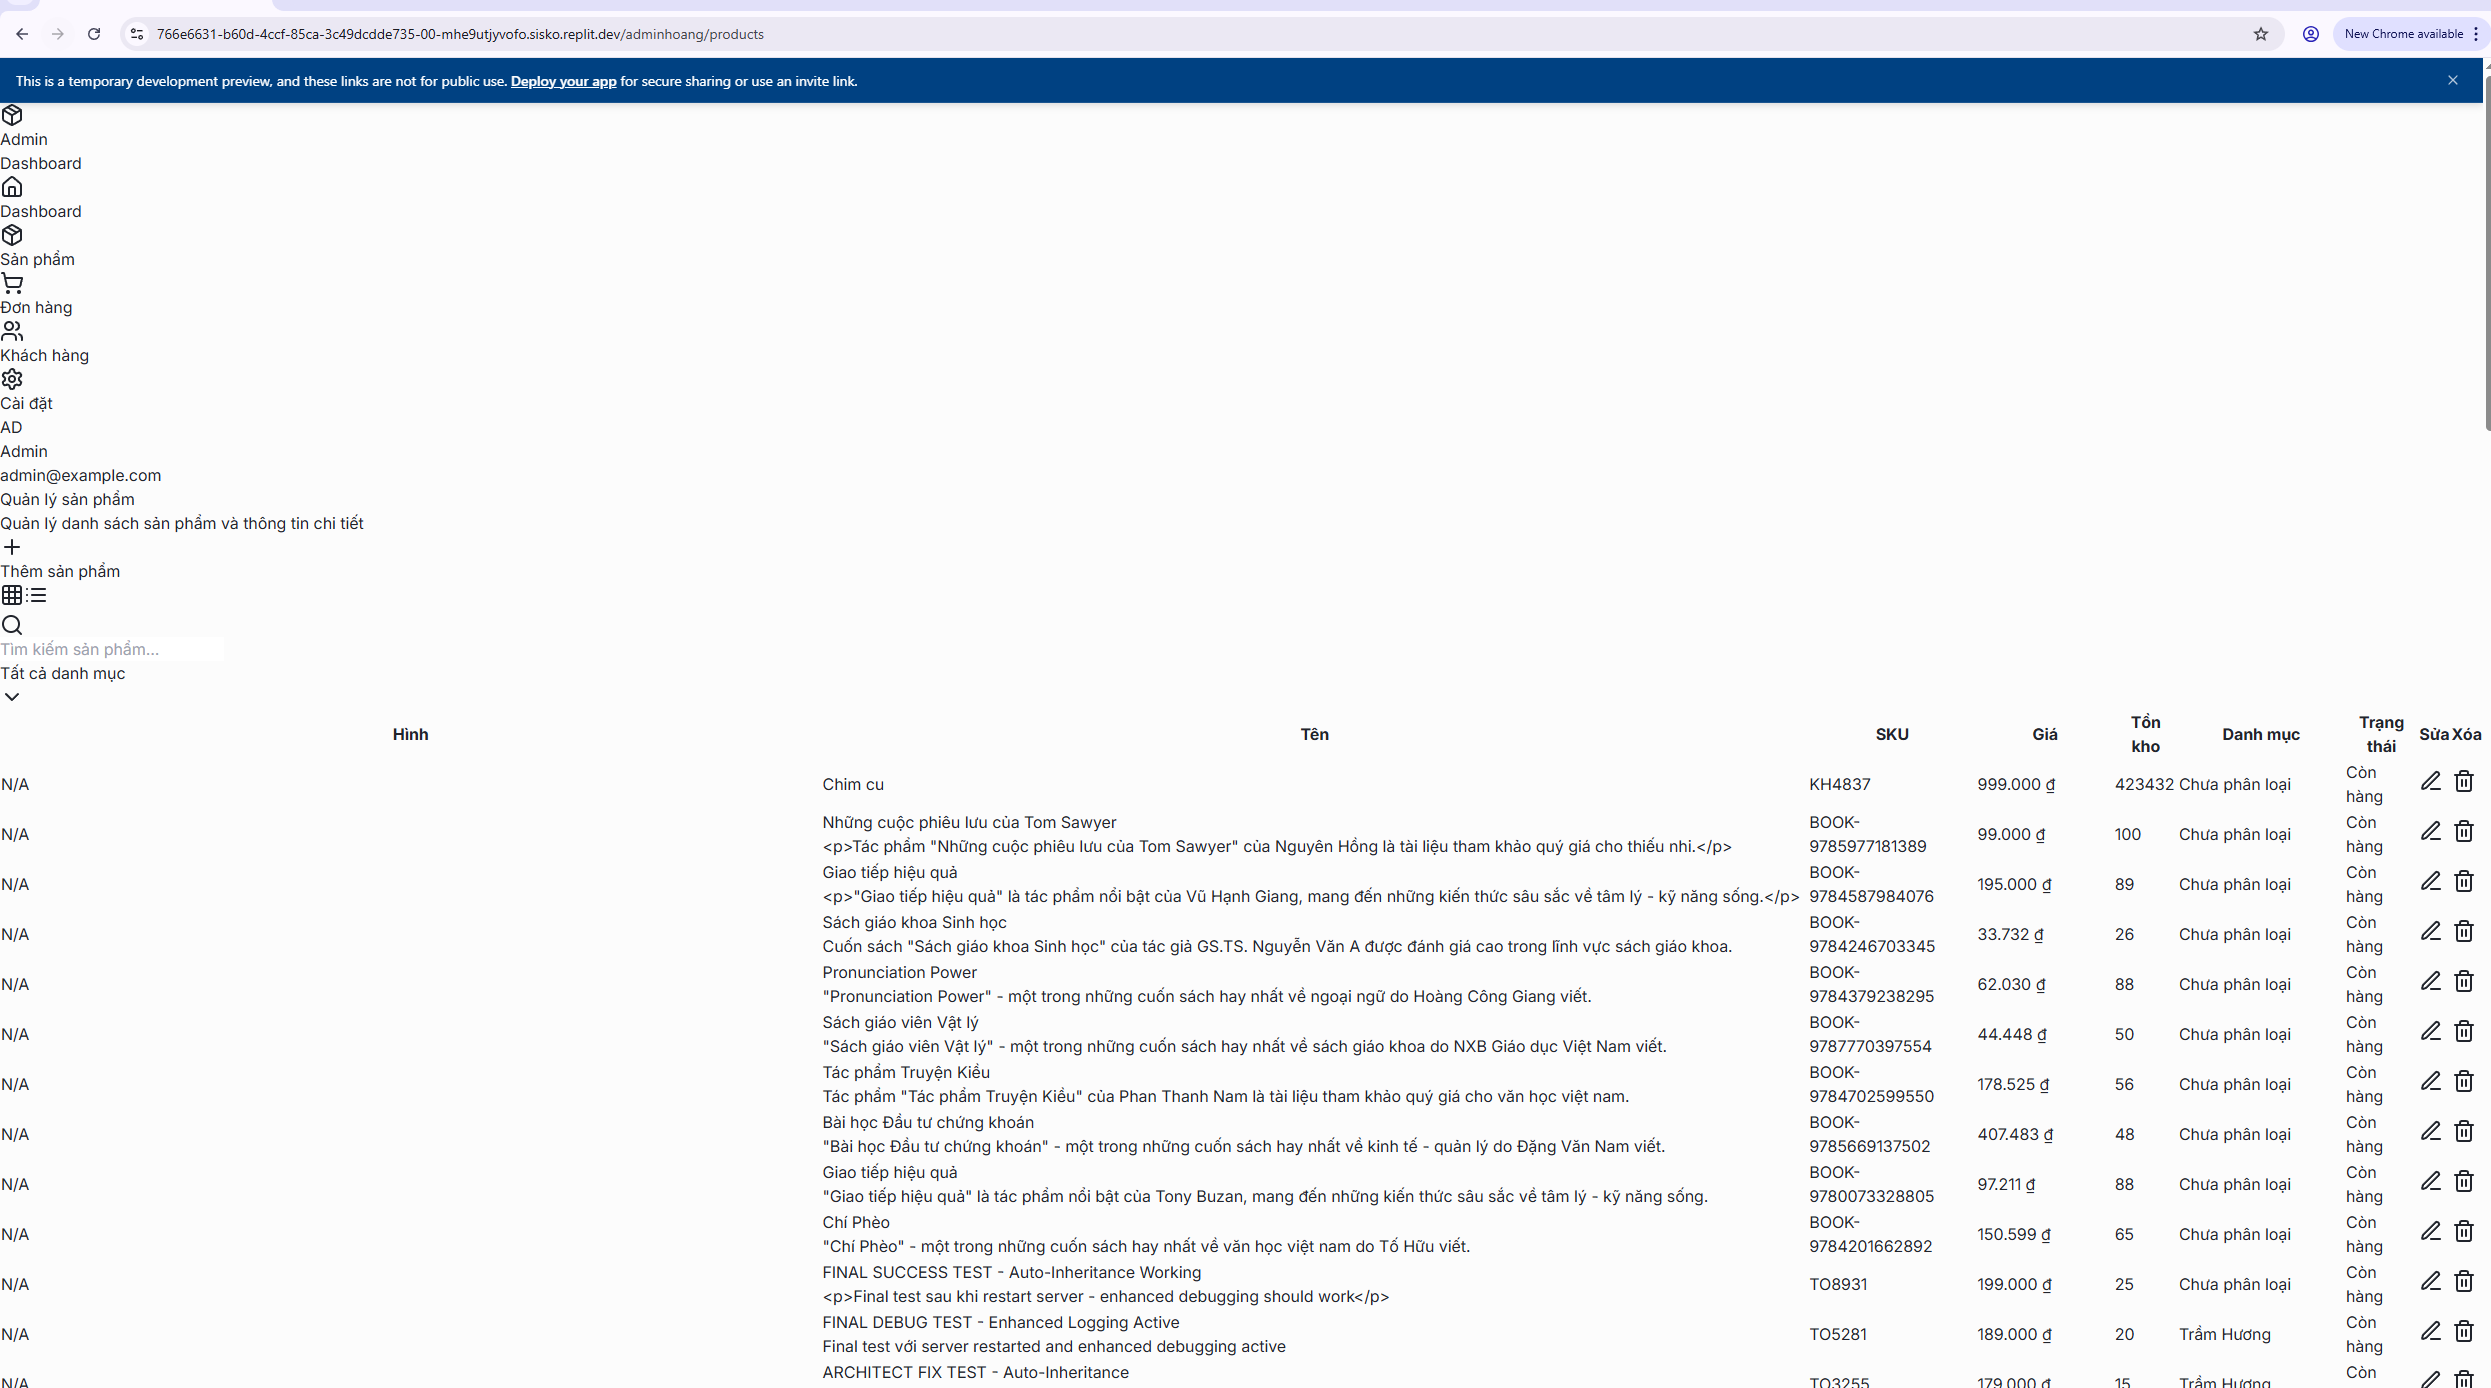 766e6631-b60d-4ccf-85ca-3c49dcdde735-00-mhe9utjyvofo.sisko.replit.dev/adminhoang/products
New Chrome available
This is a temporary development preview, and these links are not for public use. Deploy your app for secure sharing or use an invite link.
Admin
Dashboard
Dashboard
Sản phẩm
Đơn hàng
Khách hàng
Cài đặt
AD
Admin
admin@example.com
Quản lý sản phẩm
Quản lý danh sách sản phẩm và thông tin chi tiết
Thêm sản phẩm
Tìm kiếm sản phẩm...
Tất cả danh mục
Hình Tên SKU Giá Tồn kho Danh mục Trạng thái Sửa Xóa
N/A Chim cu KH4837 999.000 ₫ 423432 Chưa phân loại Còn hàng
N/A Những cuộc phiêu lưu của Tom Sawyer
<p>Tác phẩm "Những cuộc phiêu lưu của Tom Sawyer" của Nguyên Hồng là tài liệu tham khảo quý giá cho thiếu nhi.</p>
BOOK-9785977181389 99.000 ₫ 100 Chưa phân loại Còn hàng
N/A Giao tiếp hiệu quả
<p>"Giao tiếp hiệu quả" là tác phẩm nổi bật của Vũ Hạnh Giang, mang đến những kiến thức sâu sắc về tâm lý - kỹ năng sống.</p>
BOOK-9784587984076 195.000 ₫ 89 Chưa phân loại Còn hàng
N/A Sách giáo khoa Sinh học
Cuốn sách "Sách giáo khoa Sinh học" của tác giả GS.TS. Nguyễn Văn A được đánh giá cao trong lĩnh vực sách giáo khoa.
BOOK-9784246703345 33.732 ₫ 26 Chưa phân loại Còn hàng
N/A Pronunciation Power
"Pronunciation Power" - một trong những cuốn sách hay nhất về ngoại ngữ do Hoàng Công Giang viết.
BOOK-9784379238295 62.030 ₫ 88 Chưa phân loại Còn hàng
N/A Sách giáo viên Vật lý
"Sách giáo viên Vật lý" - một trong những cuốn sách hay nhất về sách giáo khoa do NXB Giáo dục Việt Nam viết.
BOOK-9787770397554 44.448 ₫ 50 Chưa phân loại Còn hàng
N/A Tác phẩm Truyện Kiều
Tác phẩm "Tác phẩm Truyện Kiều" của Phan Thanh Nam là tài liệu tham khảo quý giá cho văn học việt nam.
BOOK-9784702599550 178.525 ₫ 56 Chưa phân loại Còn hàng
N/A Bài học Đầu tư chứng khoán
"Bài học Đầu tư chứng khoán" - một trong những cuốn sách hay nhất về kinh tế - quản lý do Đặng Văn Nam viết.
BOOK-9785669137502 407.483 ₫ 48 Chưa phân loại Còn hàng
N/A Giao tiếp hiệu quả
"Giao tiếp hiệu quả" là tác phẩm nổi bật của Tony Buzan, mang đến những kiến thức sâu sắc về tâm lý - kỹ năng sống.
BOOK-9780073328805 97.211 ₫ 88 Chưa phân loại Còn hàng
N/A Chí Phèo
"Chí Phèo" - một trong những cuốn sách hay nhất về văn học việt nam do Tố Hữu viết.
BOOK-9784201662892 150.599 ₫ 65 Chưa phân loại Còn hàng
N/A FINAL SUCCESS TEST - Auto-Inheritance Working
<p>Final test sau khi restart server - enhanced debugging should work</p>
TO8931 199.000 ₫ 25 Chưa phân loại Còn hàng
N/A FINAL DEBUG TEST - Enhanced Logging Active
Final test với server restarted and enhanced debugging active
TO5281 189.000 ₫ 20 Trầm Hương Còn hàng
N/A ARCHITECT FIX TEST - Auto-Inheritance
TO3255 179.000 ₫ 15 Trầm Hương Còn